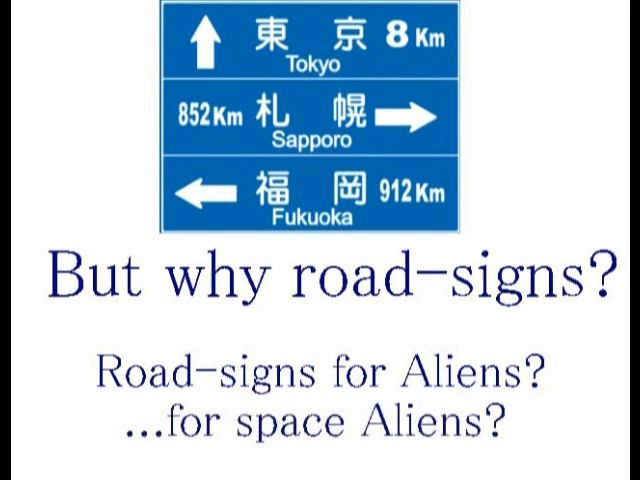 東 京 8 Km
Tokyo
852 Km 札 幌
Sapporo
福 岡 912 Km
Fukuoka
But why road-signs?
Road-signs for Aliens?
...for space Aliens?